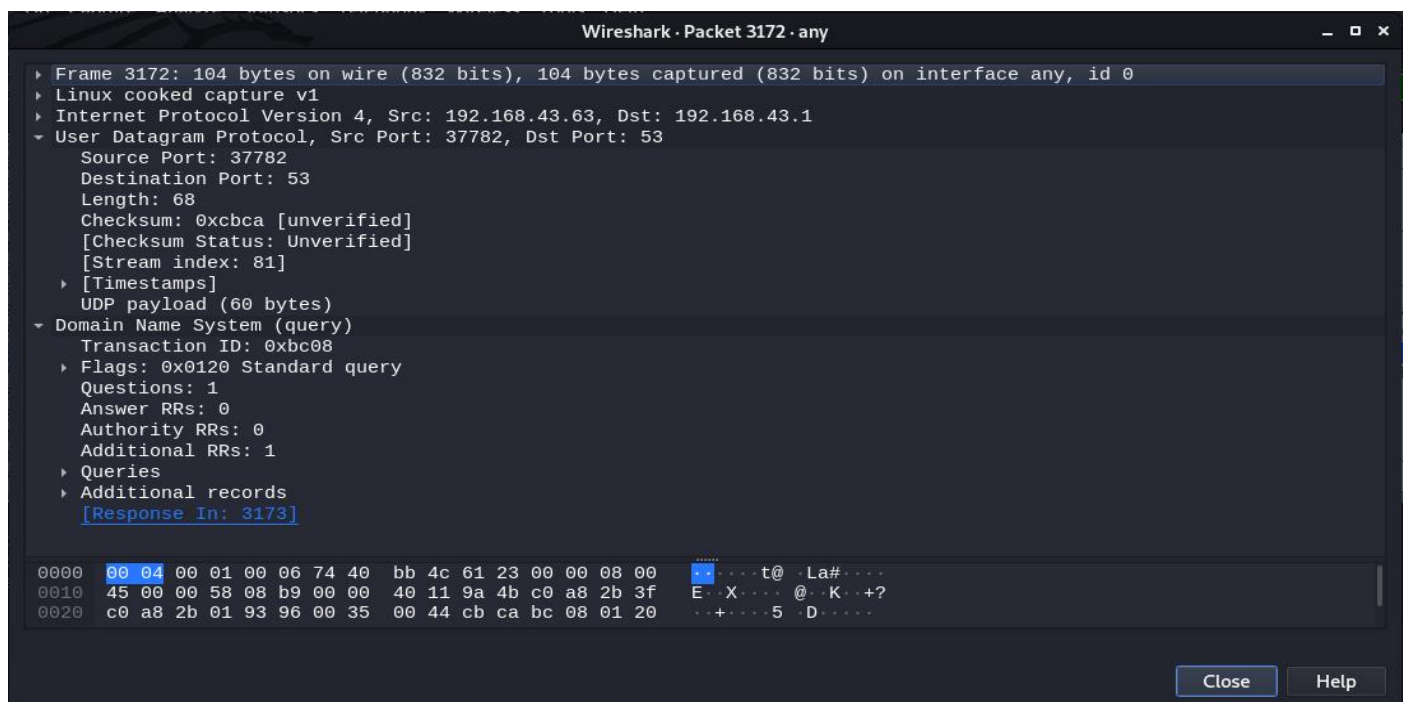 Wireshark · Packet 3172 · any
Frame 3172: 104 bytes on wire (832 bits), 104 bytes captured (832 bits) on interface any, id 0
Linux cooked capture v1
Internet Protocol Version 4, Src: 192.168.43.63, Dst: 192.168.43.1
User Datagram Protocol, Src Port: 37782, Dst Port: 53
Source Port: 37782
Destination Port: 53
Length: 68
Checksum: 0xcbca [unverified]
[Checksum Status: Unverified]
[Stream index: 81]
[Timestamps]
UDP payload (60 bytes)
Domain Name System (query)
Transaction ID: 0xbc08
Flags: 0x0120 Standard query
Questions: 1
Answer RRs: 0
Authority RRs: 0
Additional RRs: 1
Queries
Additional records
[Response In: 3173]
0000 00 04 00 01 00 06 74 40 bb 4c 61 23 00 00 08 00 ······t@ ·La#····
0010 45 00 00 58 08 b9 00 00 40 11 9a 4b c0 a8 2b 3f E··X···· @··K··+?
0020 c0 a8 2b 01 93 96 00 35 00 44 cb ca bc 08 01 20 ··+····5 ·D·····
Close Help